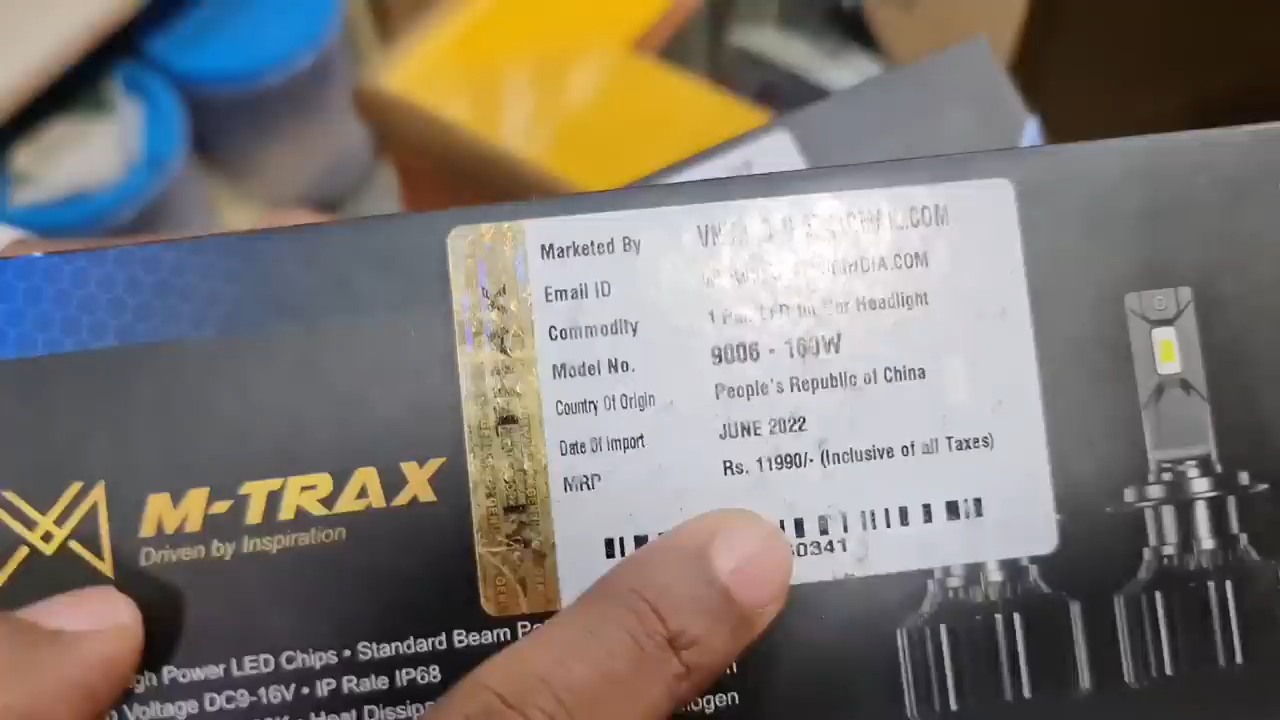 Marketed By
Email ID
Commodity Car Headlight
Model No. 9006 - 160W
Country Of Origin People's Republic of China
Date Of Import JUNE 2022
MRP Rs. 11990/- (Inclusive of all Taxes)
0341
M-TRAX
Driven by Inspiration
Power LED Chips • Standard Beam
Voltage DC9-16V • IP Rate IP68